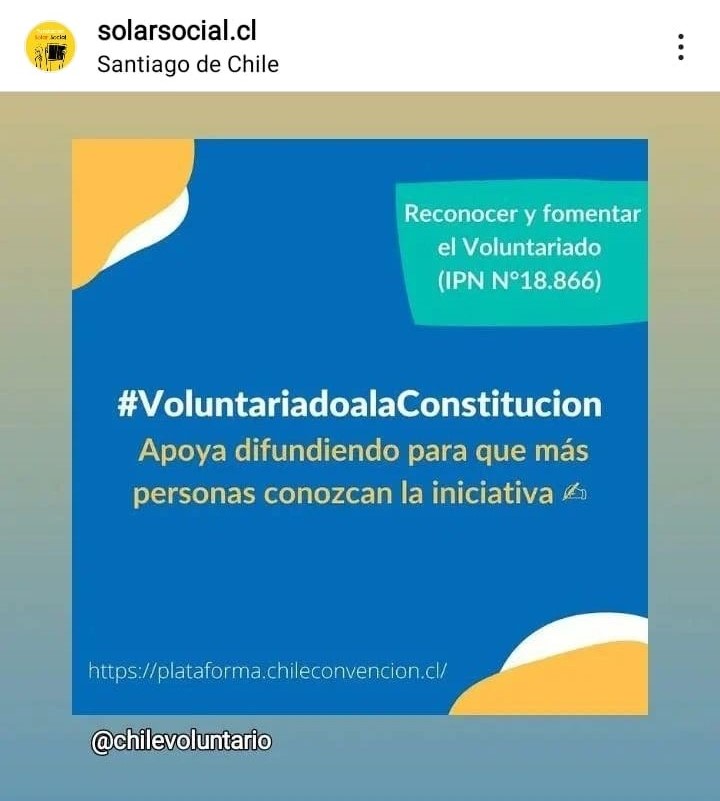 solarsocial.cl
Santiago de Chile
Reconocer y fomentar
el Voluntariado
(IPN N°18.866)
#VoluntariadoalaConstitucion
Apoya difundiendo para que más
personas conozcan la iniciativa ✍
https://plataforma.chileconvencion.cl/
@chilevoluntario